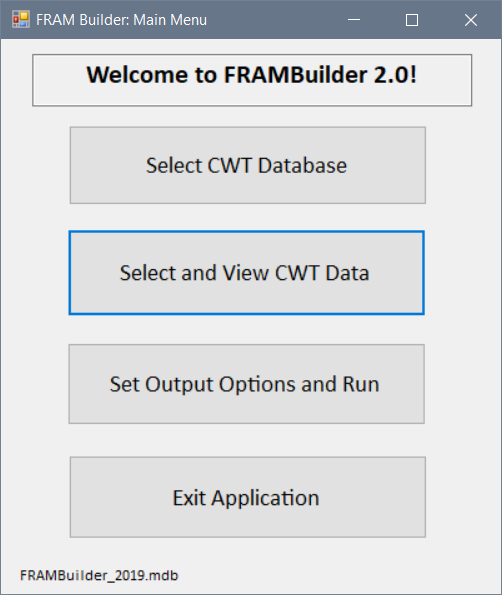 FRAM Builder: Main Menu
Welcome to FRAMBuilder 2.0!
Select CWT Database
Select and View CWT Data
Set Output Options and Run
Exit Application
FRAMBuilder_2019.mdb